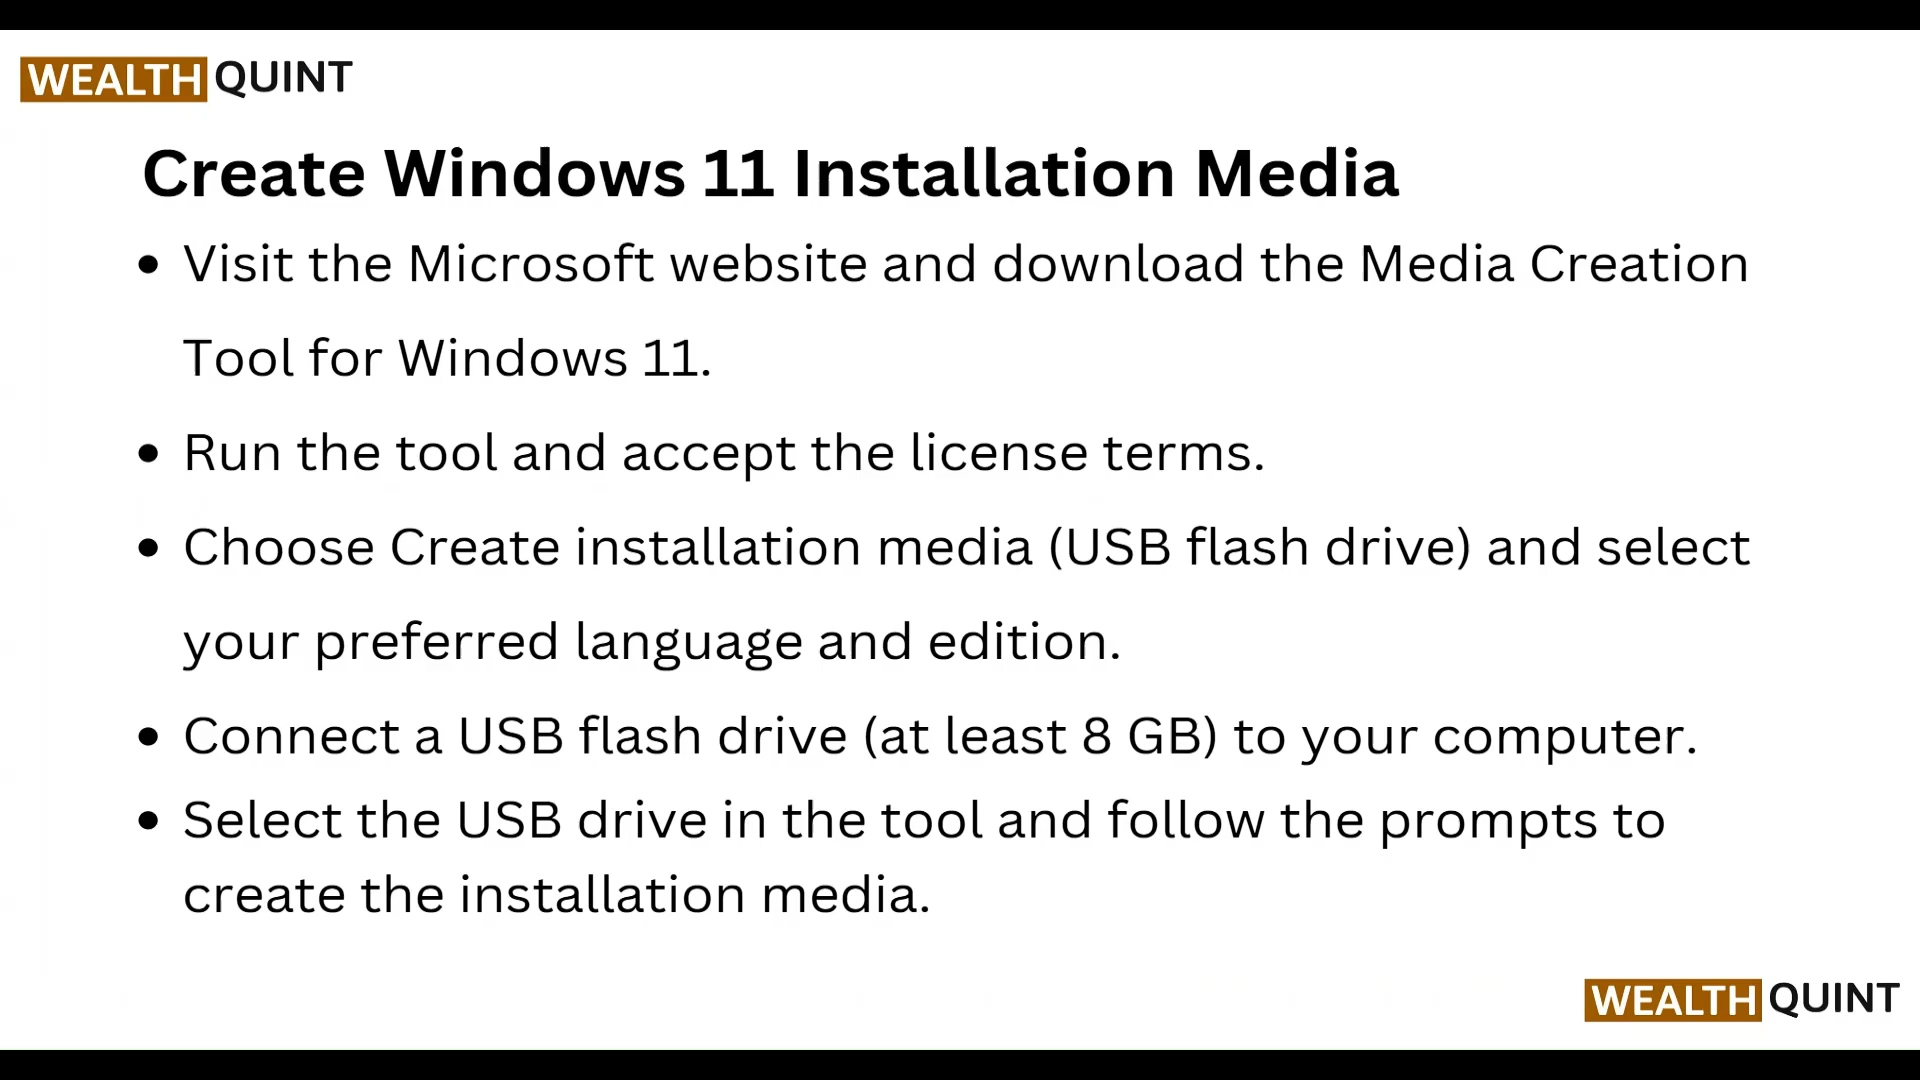 WEALTH QUINT
Create Windows 11 Installation Media
• Visit the Microsoft website and download the Media Creation
Tool for Windows 11.
• Run the tool and accept the license terms.
• Choose Create installation media (USB flash drive) and select
your preferred language and edition.
• Connect a USB flash drive (at least 8 GB) to your computer.
• Select the USB drive in the tool and follow the prompts to
create the installation media.
WEALTH QUINT